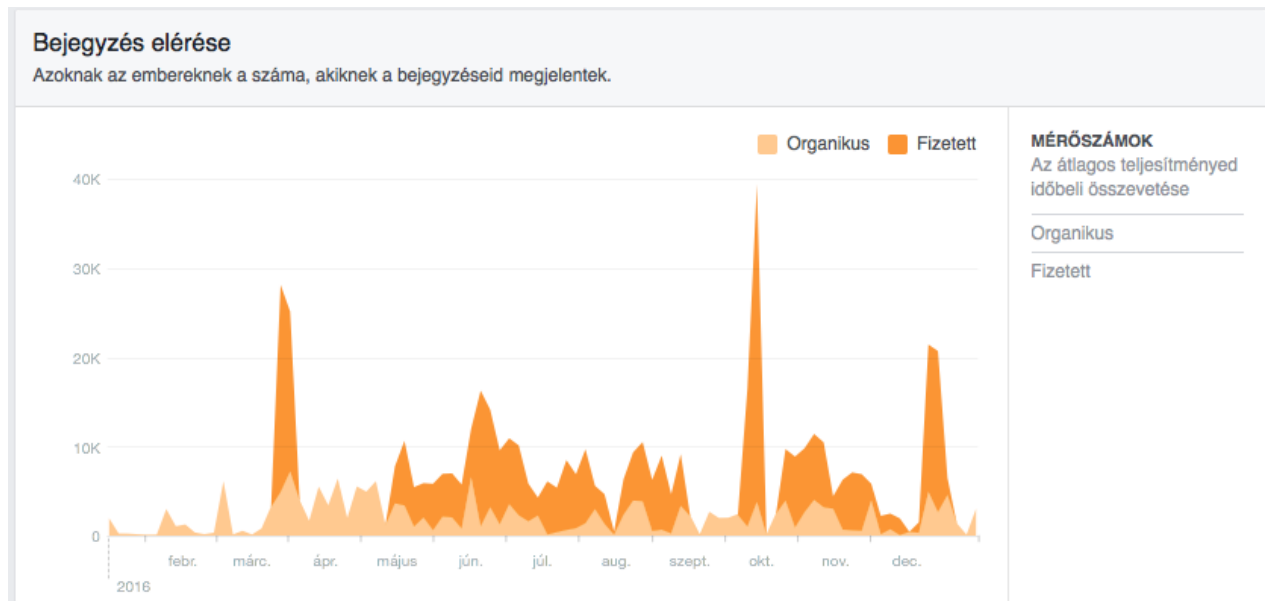 Bejegyzés elérése
Azoknak az embereknek a száma, akiknek a bejegyzéseid megjelentek.
Organikus Fizetett
40K
30K
20K
10K
0
febr. márc. ápr. május jún. júl. aug. szept. okt. nov. dec.
2016
MÉRŐSZÁMOK
Az átlagos teljesítményed
időbeli összevetése
Organikus
Fizetett